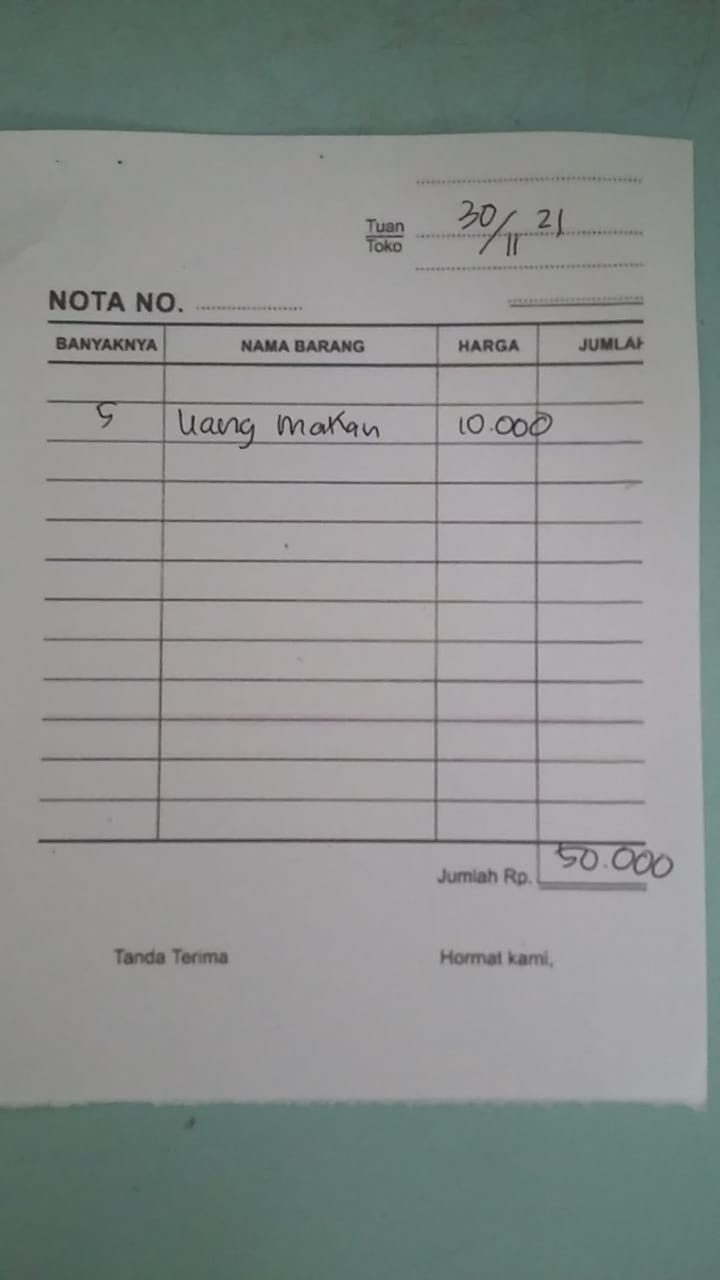 30/11 21
Tuan
Toko
NOTA NO.
BANYAKNYA NAMA BARANG HARGA JUMLAH
5 Uang makan 10.000
Jumlah Rp. 50.000
Tanda Terima Hormat kami,